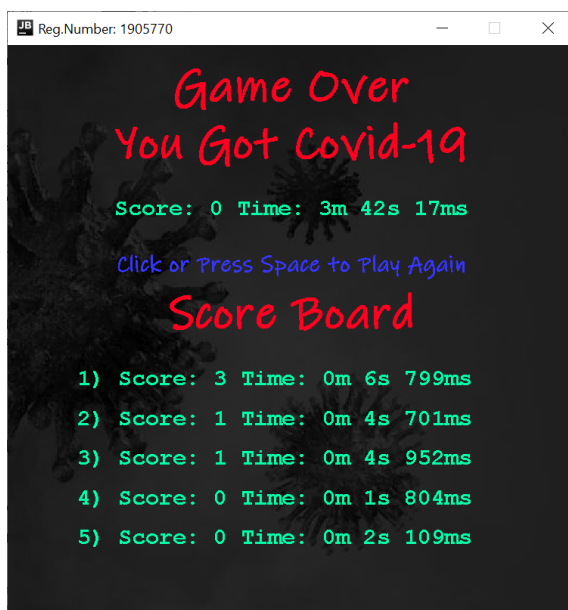 JB Reg.Number: 1905770
Game Over
You Got Covid-19
Score: 0 Time: 3m 42s 17ms
Click or Press Space to Play Again
Score Board
1) Score: 3 Time: 0m 6s 799ms
2) Score: 1 Time: 0m 4s 701ms
3) Score: 1 Time: 0m 4s 952ms
4) Score: 0 Time: 0m 1s 804ms
5) Score: 0 Time: 0m 2s 109ms